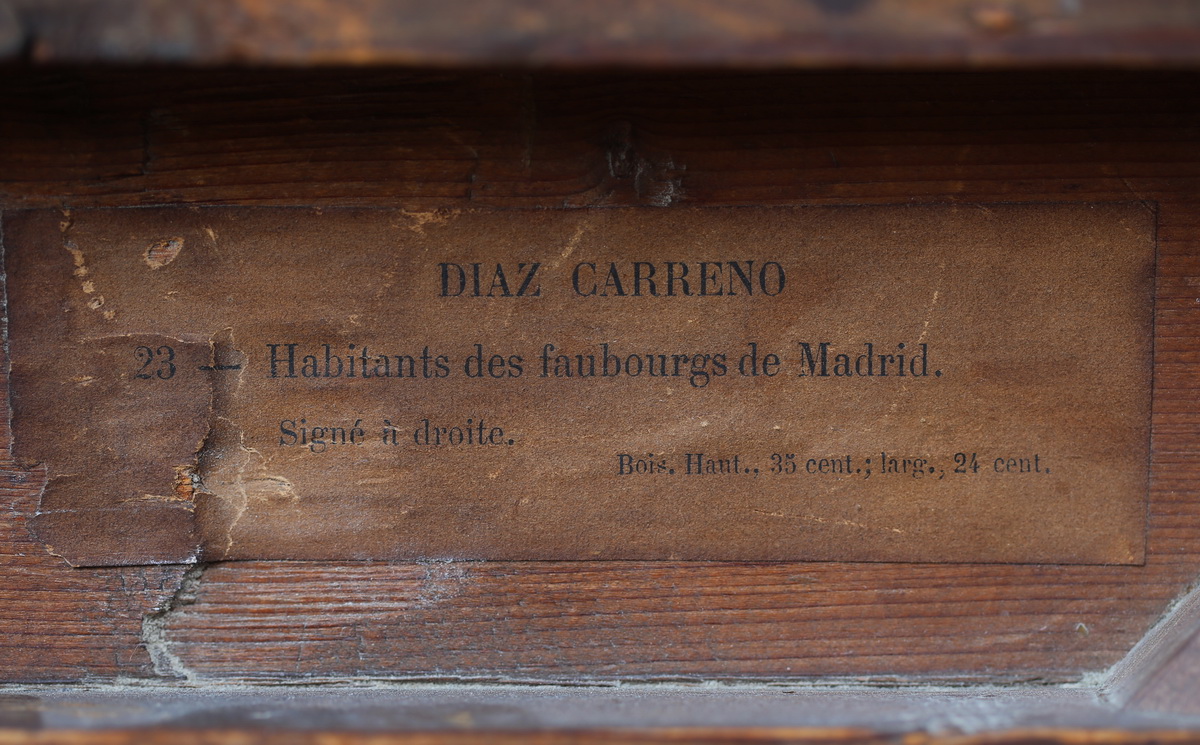 DIAZ CARRENO
23 — Habitants des faubourgs de Madrid.
Signé à droite.
Bois. Haut., 35 cent.; larg., 24 cent.